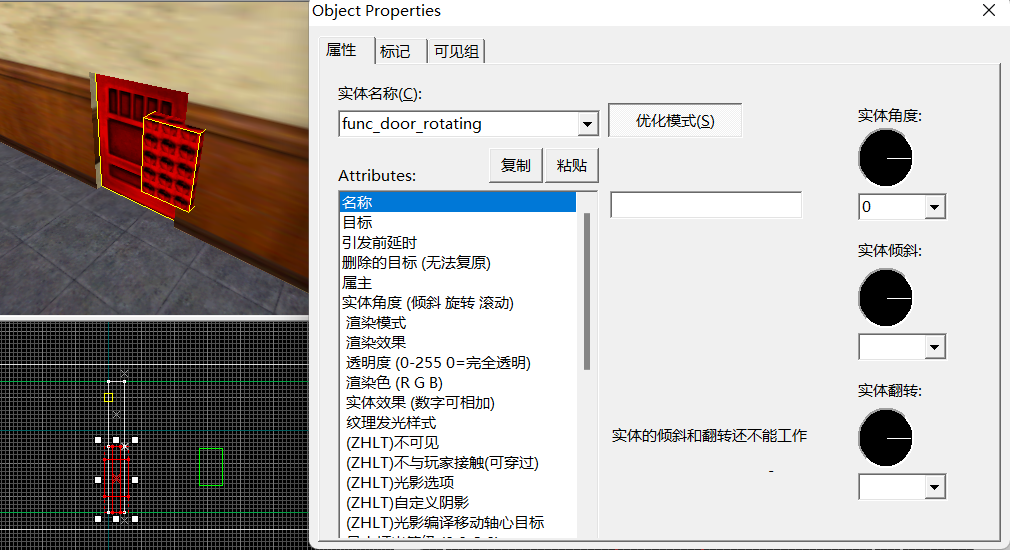 Object Properties
属性
标记
可见组
实体名称(C):
func_door_rotating
优化模式(S)
实体角度:
复制
粘贴
Attributes:
0
名称
目标
引发前延时
删除的目标 (无法复原)
属主
实体角度 (倾斜 旋转 滚动)
渲染模式
渲染效果
透明度 (0-255 0=完全透明)
渲染色 (R G B)
实体效果 (数字可相加)
纹理发光样式
(ZHLT)不可见
(ZHLT)不与玩家接触(可穿过)
(ZHLT)光影选项
(ZHLT)自定义阴影
(ZHLT)光影编译移动轴心目标
实体倾斜:
实体翻转:
实体的倾斜和翻转还不能工作
-